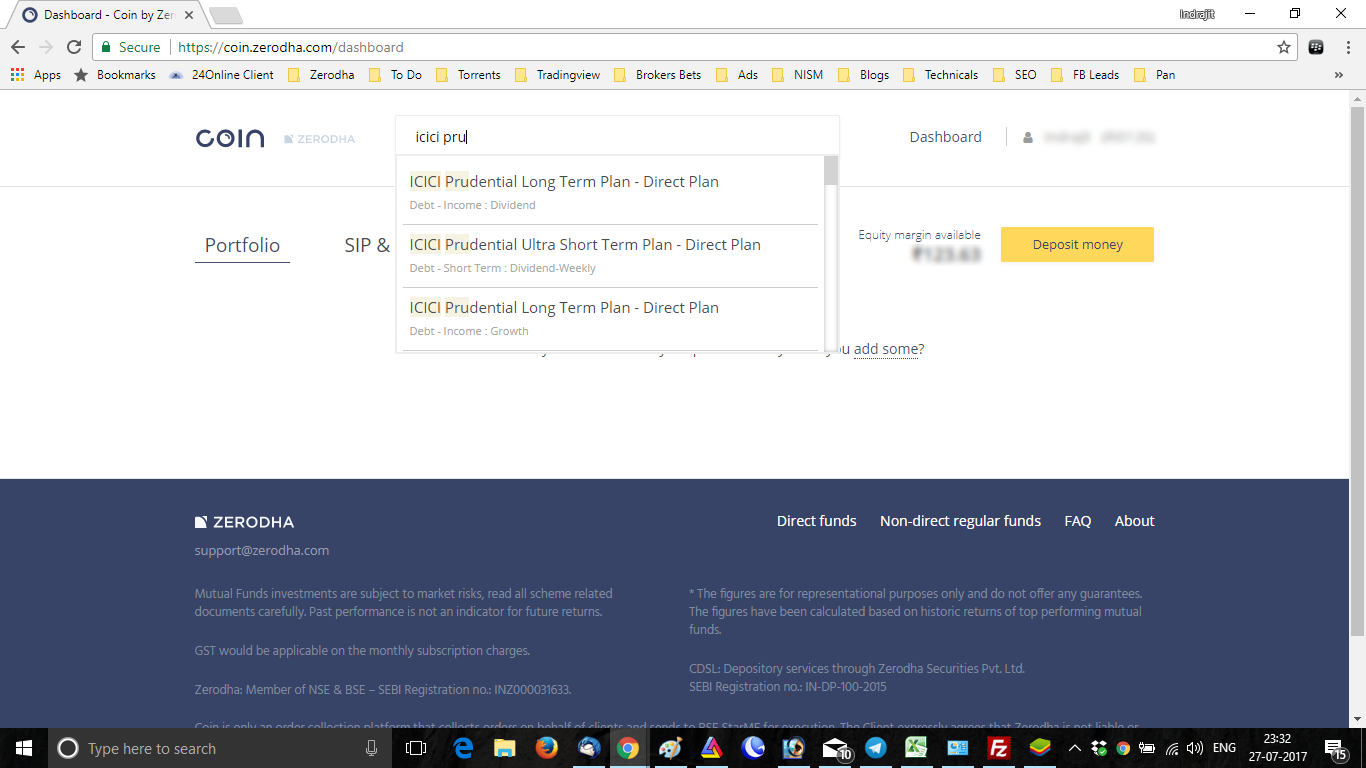 Dashboard - Coin by Zer
Indrajit
Secure https://coin.zerodha.com/dashboard
Apps Bookmarks 24Online Client Zerodha To Do Torrents Tradingview Brokers Bets Ads NISM Blogs Technicals SEO FB Leads Pan »
COIN ZERODHA
icici pru
Dashboard
ICICI Prudential Long Term Plan - Direct Plan
Debt - Income : Dividend
ICICI Prudential Ultra Short Term Plan - Direct Plan
Debt - Short Term : Dividend-Weekly
ICICI Prudential Long Term Plan - Direct Plan
Debt - Income : Growth
Portfolio SIP &
Equity margin available
Deposit money
add some?
ZERODHA
support@zerodha.com
Direct funds Non-direct regular funds FAQ About
Mutual Funds investments are subject to market risks, read all scheme related
documents carefully. Past performance is not an indicator for future returns.
GST would be applicable on the monthly subscription charges.
Zerodha: Member of NSE & BSE – SEBI Registration no.: INZ000031633.
* The figures are for representational purposes only and do not offer any guarantees.
The figures have been calculated based on historic returns of top performing mutual
funds.
CDSL: Depository services through Zerodha Securities Pvt. Ltd.
SEBI Registration no.: IN-DP-100-2015
Coin is only an order collection platform that collects orders on behalf of clients and sends to BSE StarMF for execution. The Client expressly agrees that Zerodha is not liable or
Type here to search
10
ENG
23:32
27-07-2017
15